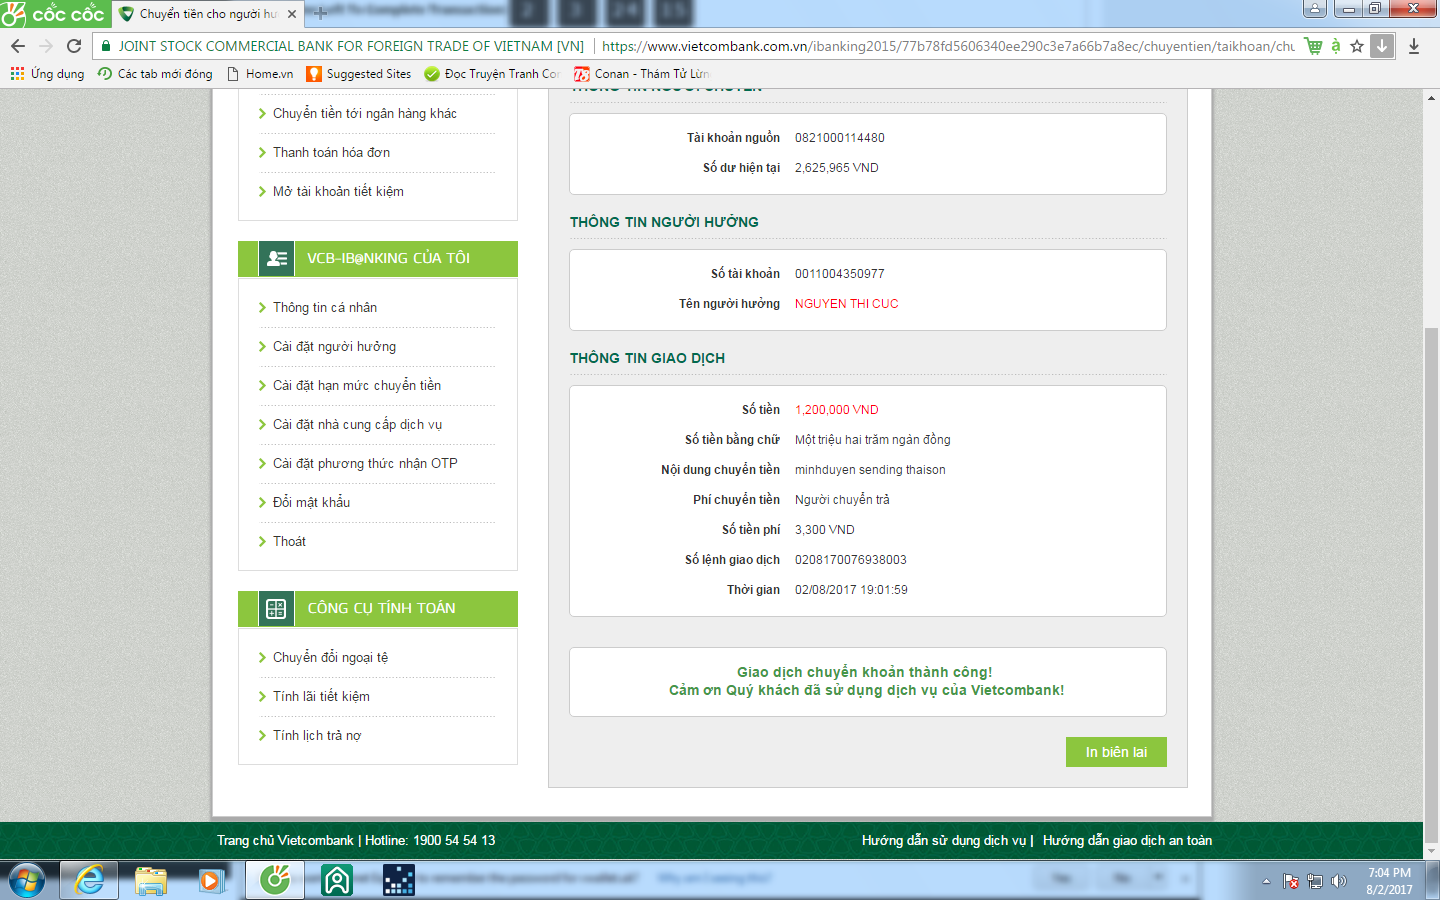 cốc cốc
Chuyển tiền cho người hư
JOINT STOCK COMMERCIAL BANK FOR FOREIGN TRADE OF VIETNAM [VN]
https://www.vietcombank.com.vn/ibanking2015/77b78fd5606340ee290c3e7a66b7a8ec/chuyentien/taikhoan/chu
Ứng dụng
Các tab mới đóng
Home.vn
Suggested Sites
Đọc Truyện Tranh Cor
Conan - Thám Tử Lừn
Chuyển tiền tới ngân hàng khác
Thanh toán hóa đơn
Mở tài khoản tiết kiệm
VCB-IB@NKING CỦA TÔI
Thông tin cá nhân
Cài đặt người hưởng
Cài đặt hạn mức chuyển tiền
Cài đặt nhà cung cấp dịch vụ
Cài đặt phương thức nhận OTP
Đổi mật khẩu
Thoát
CÔNG CỤ TÍNH TOÁN
Chuyển đổi ngoại tệ
Tính lãi tiết kiệm
Tính lịch trả nợ
THÔNG TIN NGƯỜI CHUYỂN
Tài khoản nguồn 0821000114480
Số dư hiện tại 2,625,965 VND
THÔNG TIN NGƯỜI HƯỞNG
Số tài khoản 0011004350977
Tên người hưởng NGUYEN THI CUC
THÔNG TIN GIAO DỊCH
Số tiền 1,200,000 VND
Số tiền bằng chữ Một triệu hai trăm ngàn đồng
Nội dung chuyển tiền minhduyen sending thaison
Phí chuyển tiền Người chuyển trả
Số tiền phí 3,300 VND
Số lệnh giao dịch 0208170076938003
Thời gian 02/08/2017 19:01:59
Giao dịch chuyển khoản thành công!
Cảm ơn Quý khách đã sử dụng dịch vụ của Vietcombank!
In biên lai
Trang chủ Vietcombank | Hotline: 1900 54 54 13
Hướng dẫn sử dụng dịch vụ | Hướng dẫn giao dịch an toàn
7:04 PM
8/2/2017